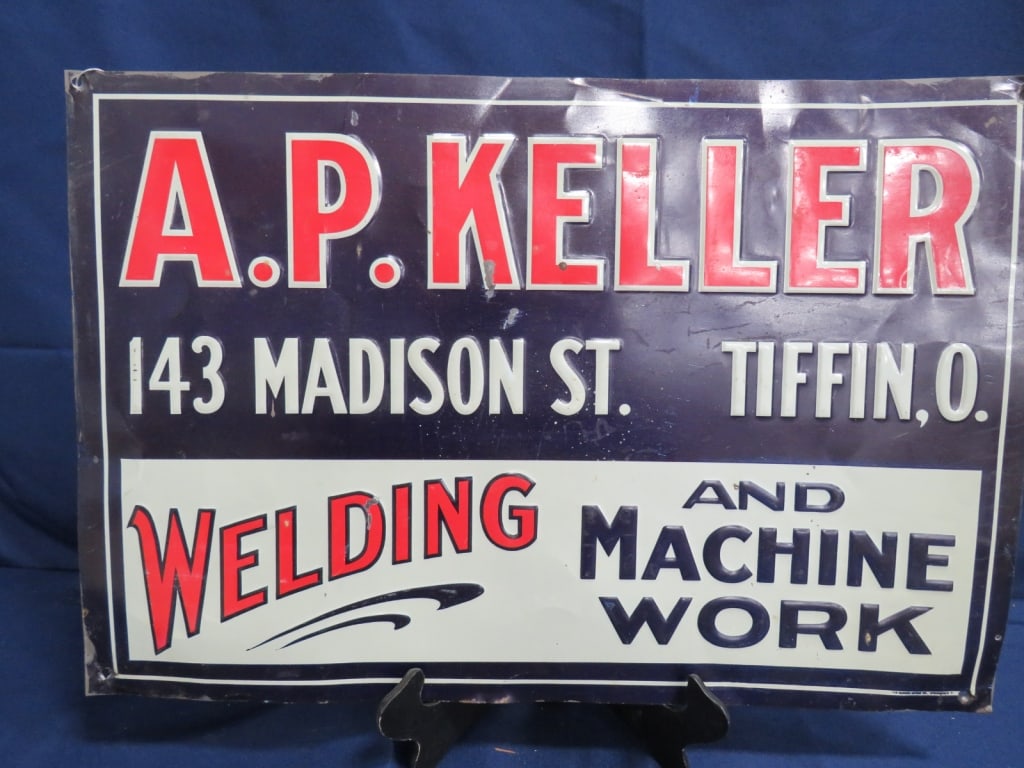 A.P. KELLER
143 MADISON ST. TIFFIN, O.
WELDING AND
MACHINE
WORK